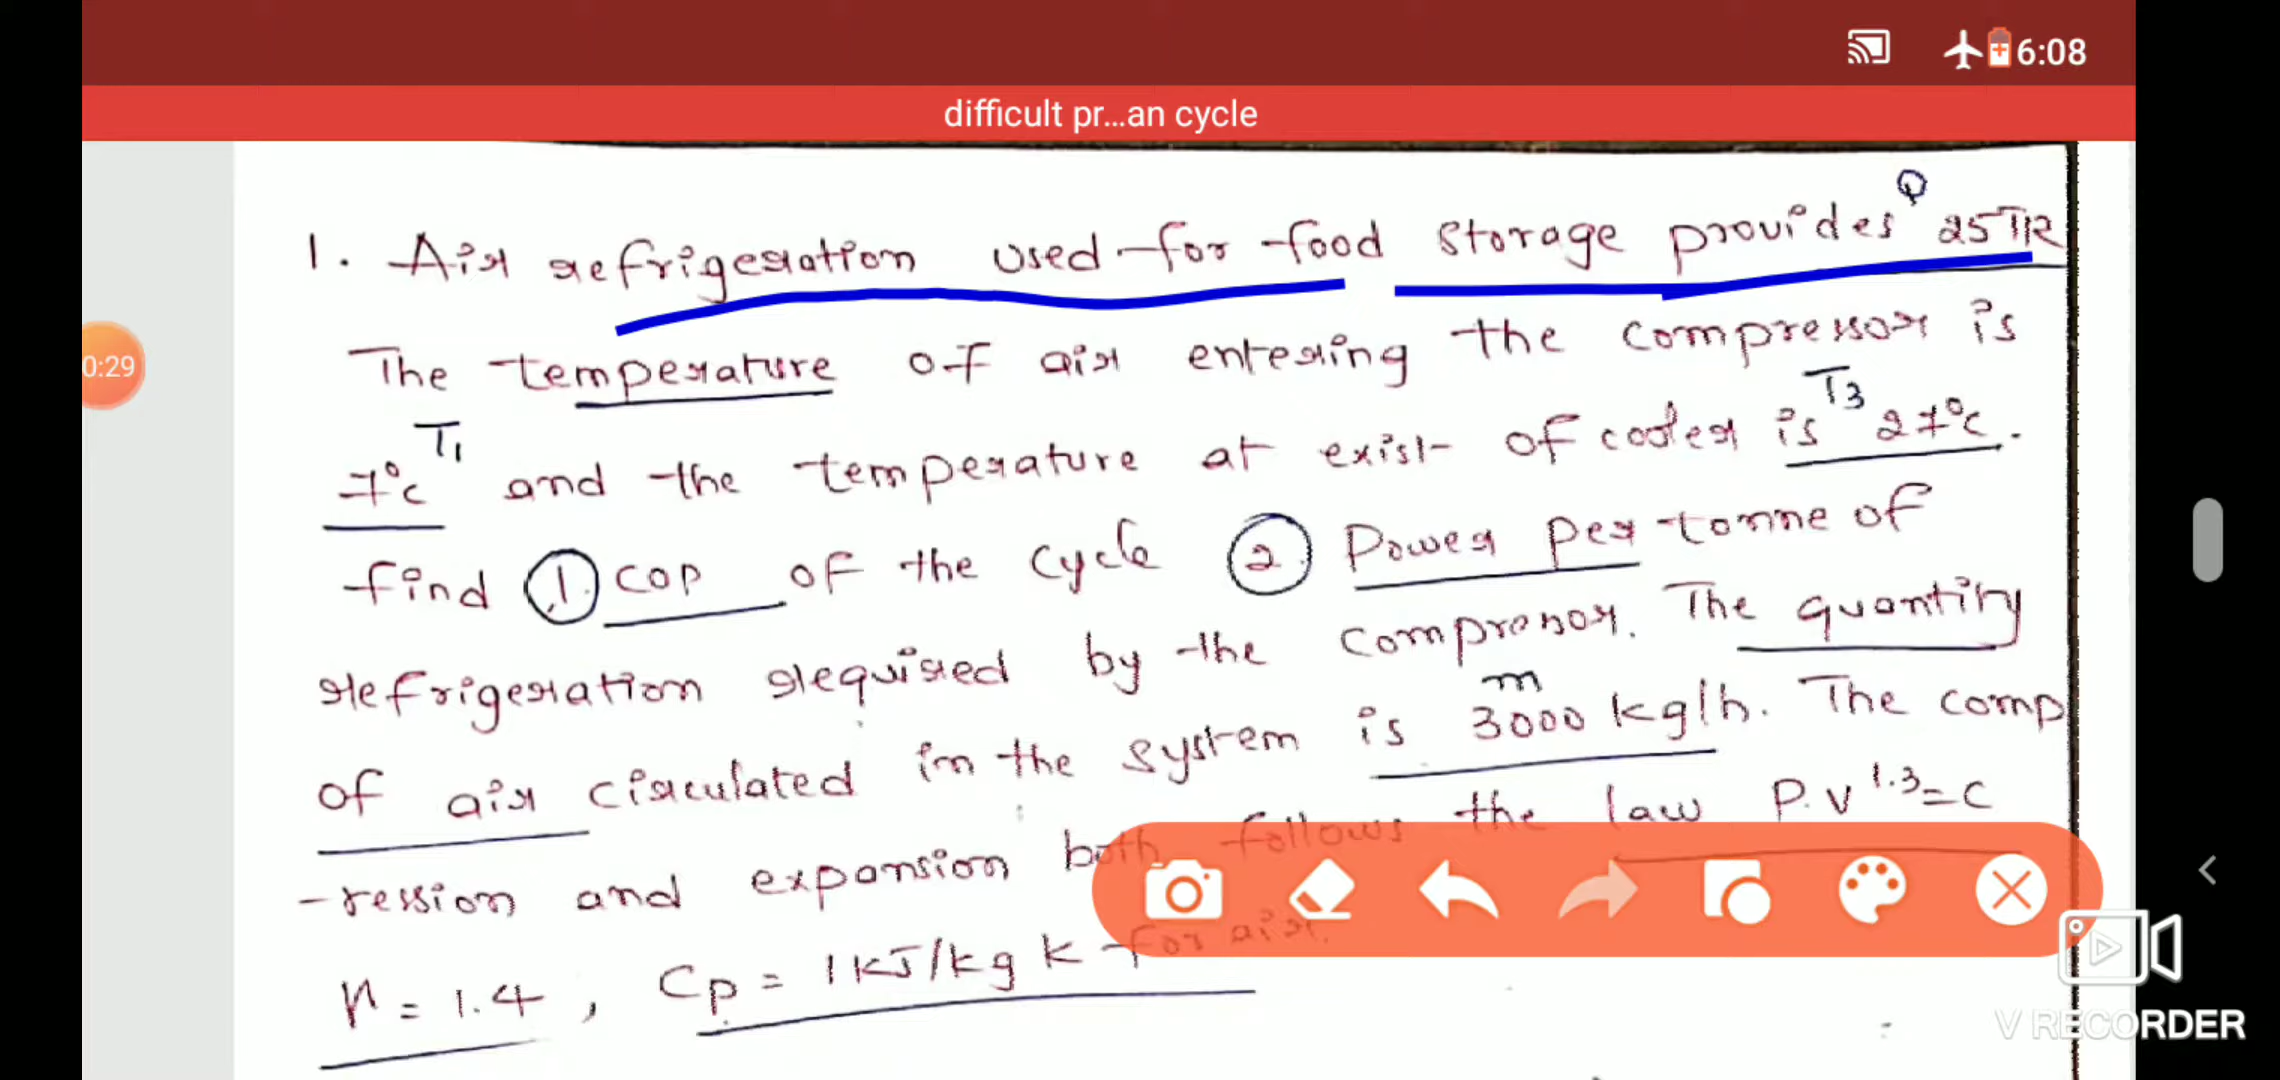 6:08
difficult pr...an cycle
Q
1. Air refrigeration used for food storage provides 25TR
The temperature of air entering the compressor is
T1 T3
7°c and the temperature at exist of cooler is 27°c.
find 1. COP of the cycle 2 Power per tonne of
refrigeration required by the compressor. The quantity
m
of air circulated in the system is 3000 kg/h. The comp
-ression and expansion both follows the law P.V^1.3=C
γ = 1.4, Cp = 1 KJ/kg K for air.
0:29
V RECORDER